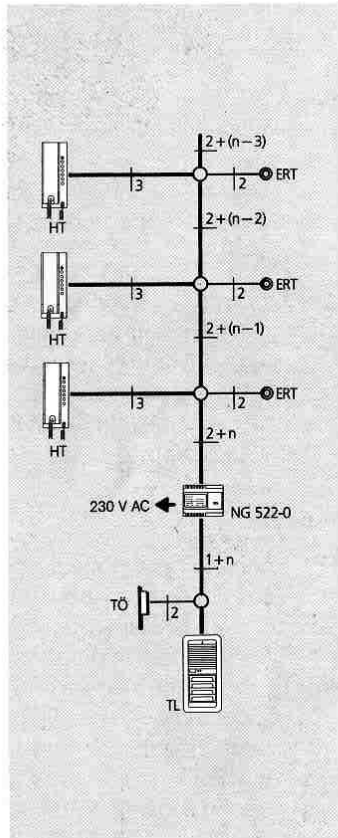 2+(n−3)
3
2
ERT
HT
2+(n−2)
3
2
ERT
HT
2+(n−1)
3
2
ERT
HT
2+n
230 V AC
NG 522-0
1+n
TÖ
2
TL